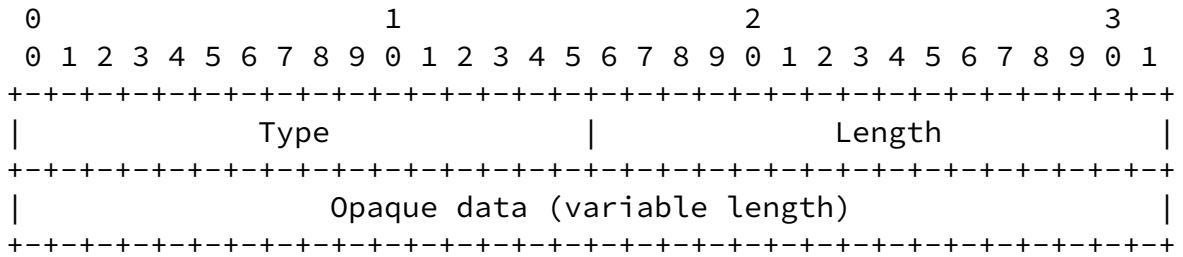 0                   1                   2                   3
 0 1 2 3 4 5 6 7 8 9 0 1 2 3 4 5 6 7 8 9 0 1 2 3 4 5 6 7 8 9 0 1
+-+-+-+-+-+-+-+-+-+-+-+-+-+-+-+-+-+-+-+-+-+-+-+-+-+-+-+-+-+-+-+-+
|             Type              |             Length            |
+-+-+-+-+-+-+-+-+-+-+-+-+-+-+-+-+-+-+-+-+-+-+-+-+-+-+-+-+-+-+-+-+
|                 Opaque data (variable length)                 |
+-+-+-+-+-+-+-+-+-+-+-+-+-+-+-+-+-+-+-+-+-+-+-+-+-+-+-+-+-+-+-+-+